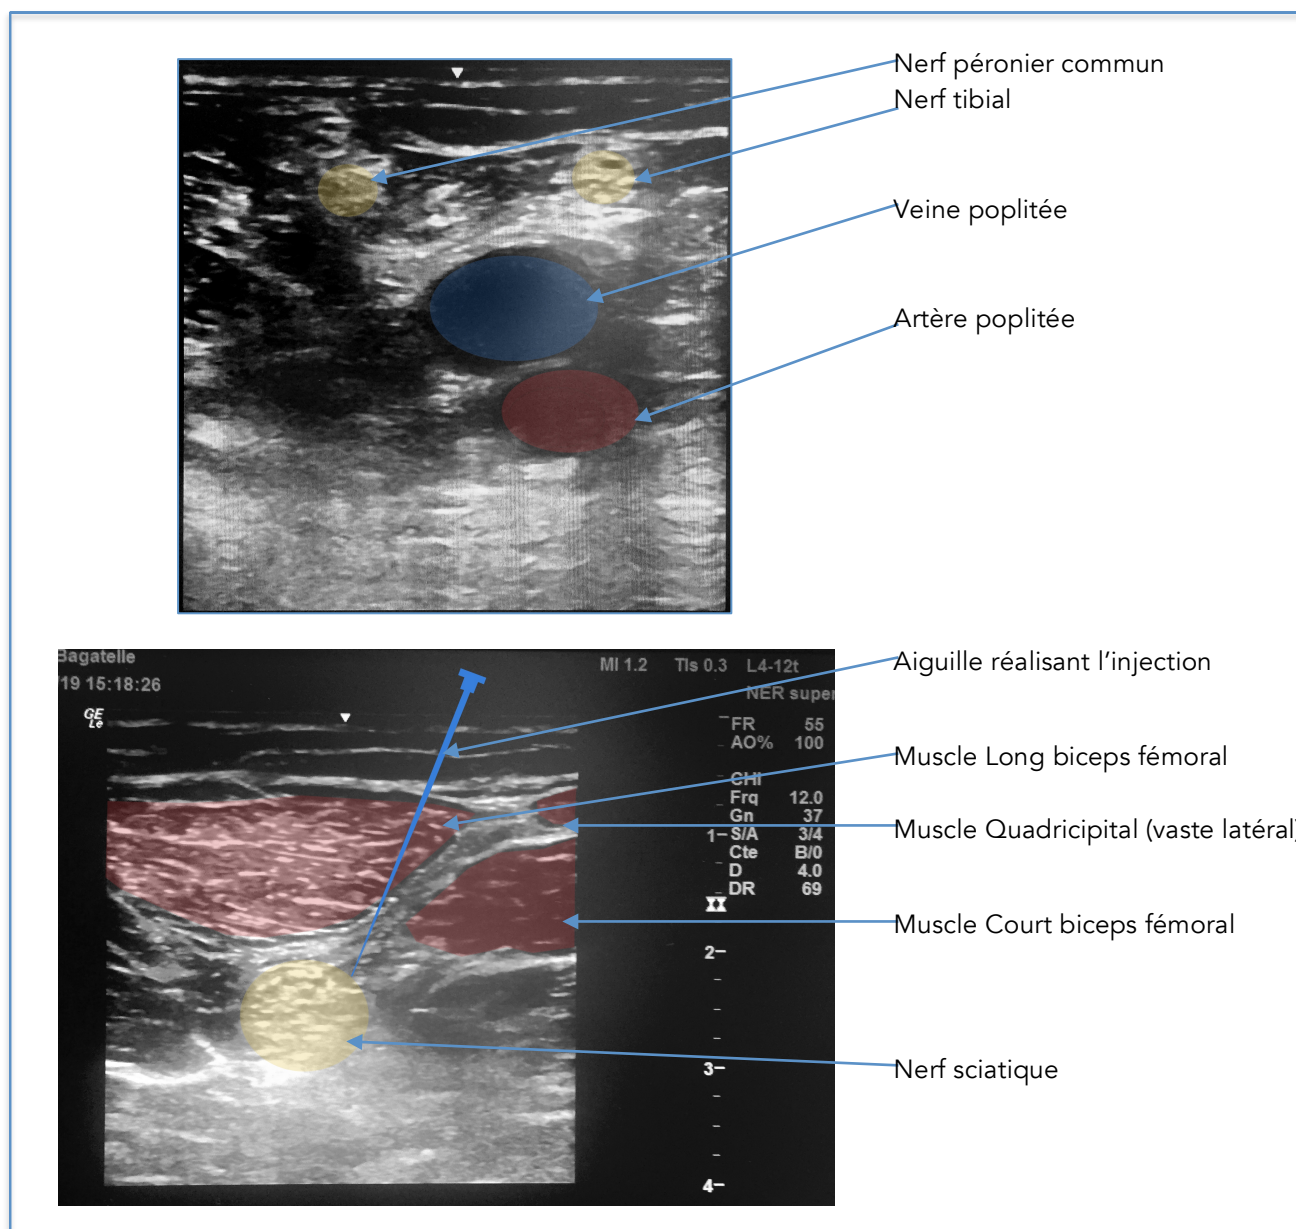 Nerf péronier commun
Nerf tibial
Veine poplitée
Artère poplitée
Bagatelle
/19 15:18:26
GE
Le
MI 1.2 TIs 0.3 L4-12t
NER super
FR 55
AO% 100
CHI
Frq 12.0
Gn 37
S/A 3/4
Cte B/0
D 4.0
DR 69
1
2
3
4
Aiguille réalisant l'injection
Muscle Long biceps fémoral
Muscle Quadricipital (vaste latéral)
Muscle Court biceps fémoral
Nerf sciatique